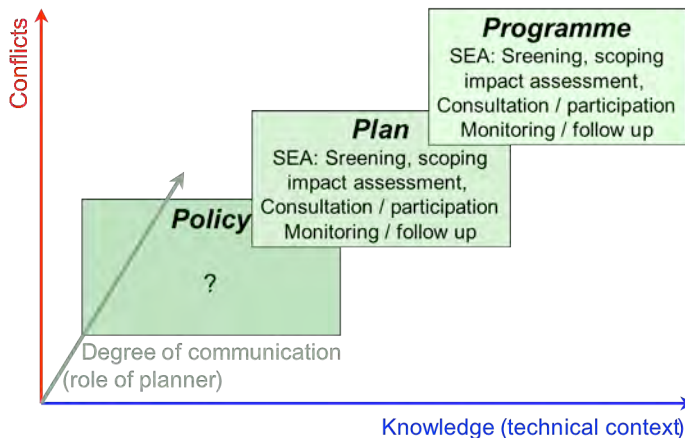 Conflicts
Programme
SEA: Sreening, scoping
impact assessment,
Consultation / participation
Monitoring / follow up
Plan
SEA: Sreening, scoping
impact assessment,
Consultation / participation
Monitoring / follow up
Policy
?
Degree of communication
(role of planner)
Knowledge (technical context)